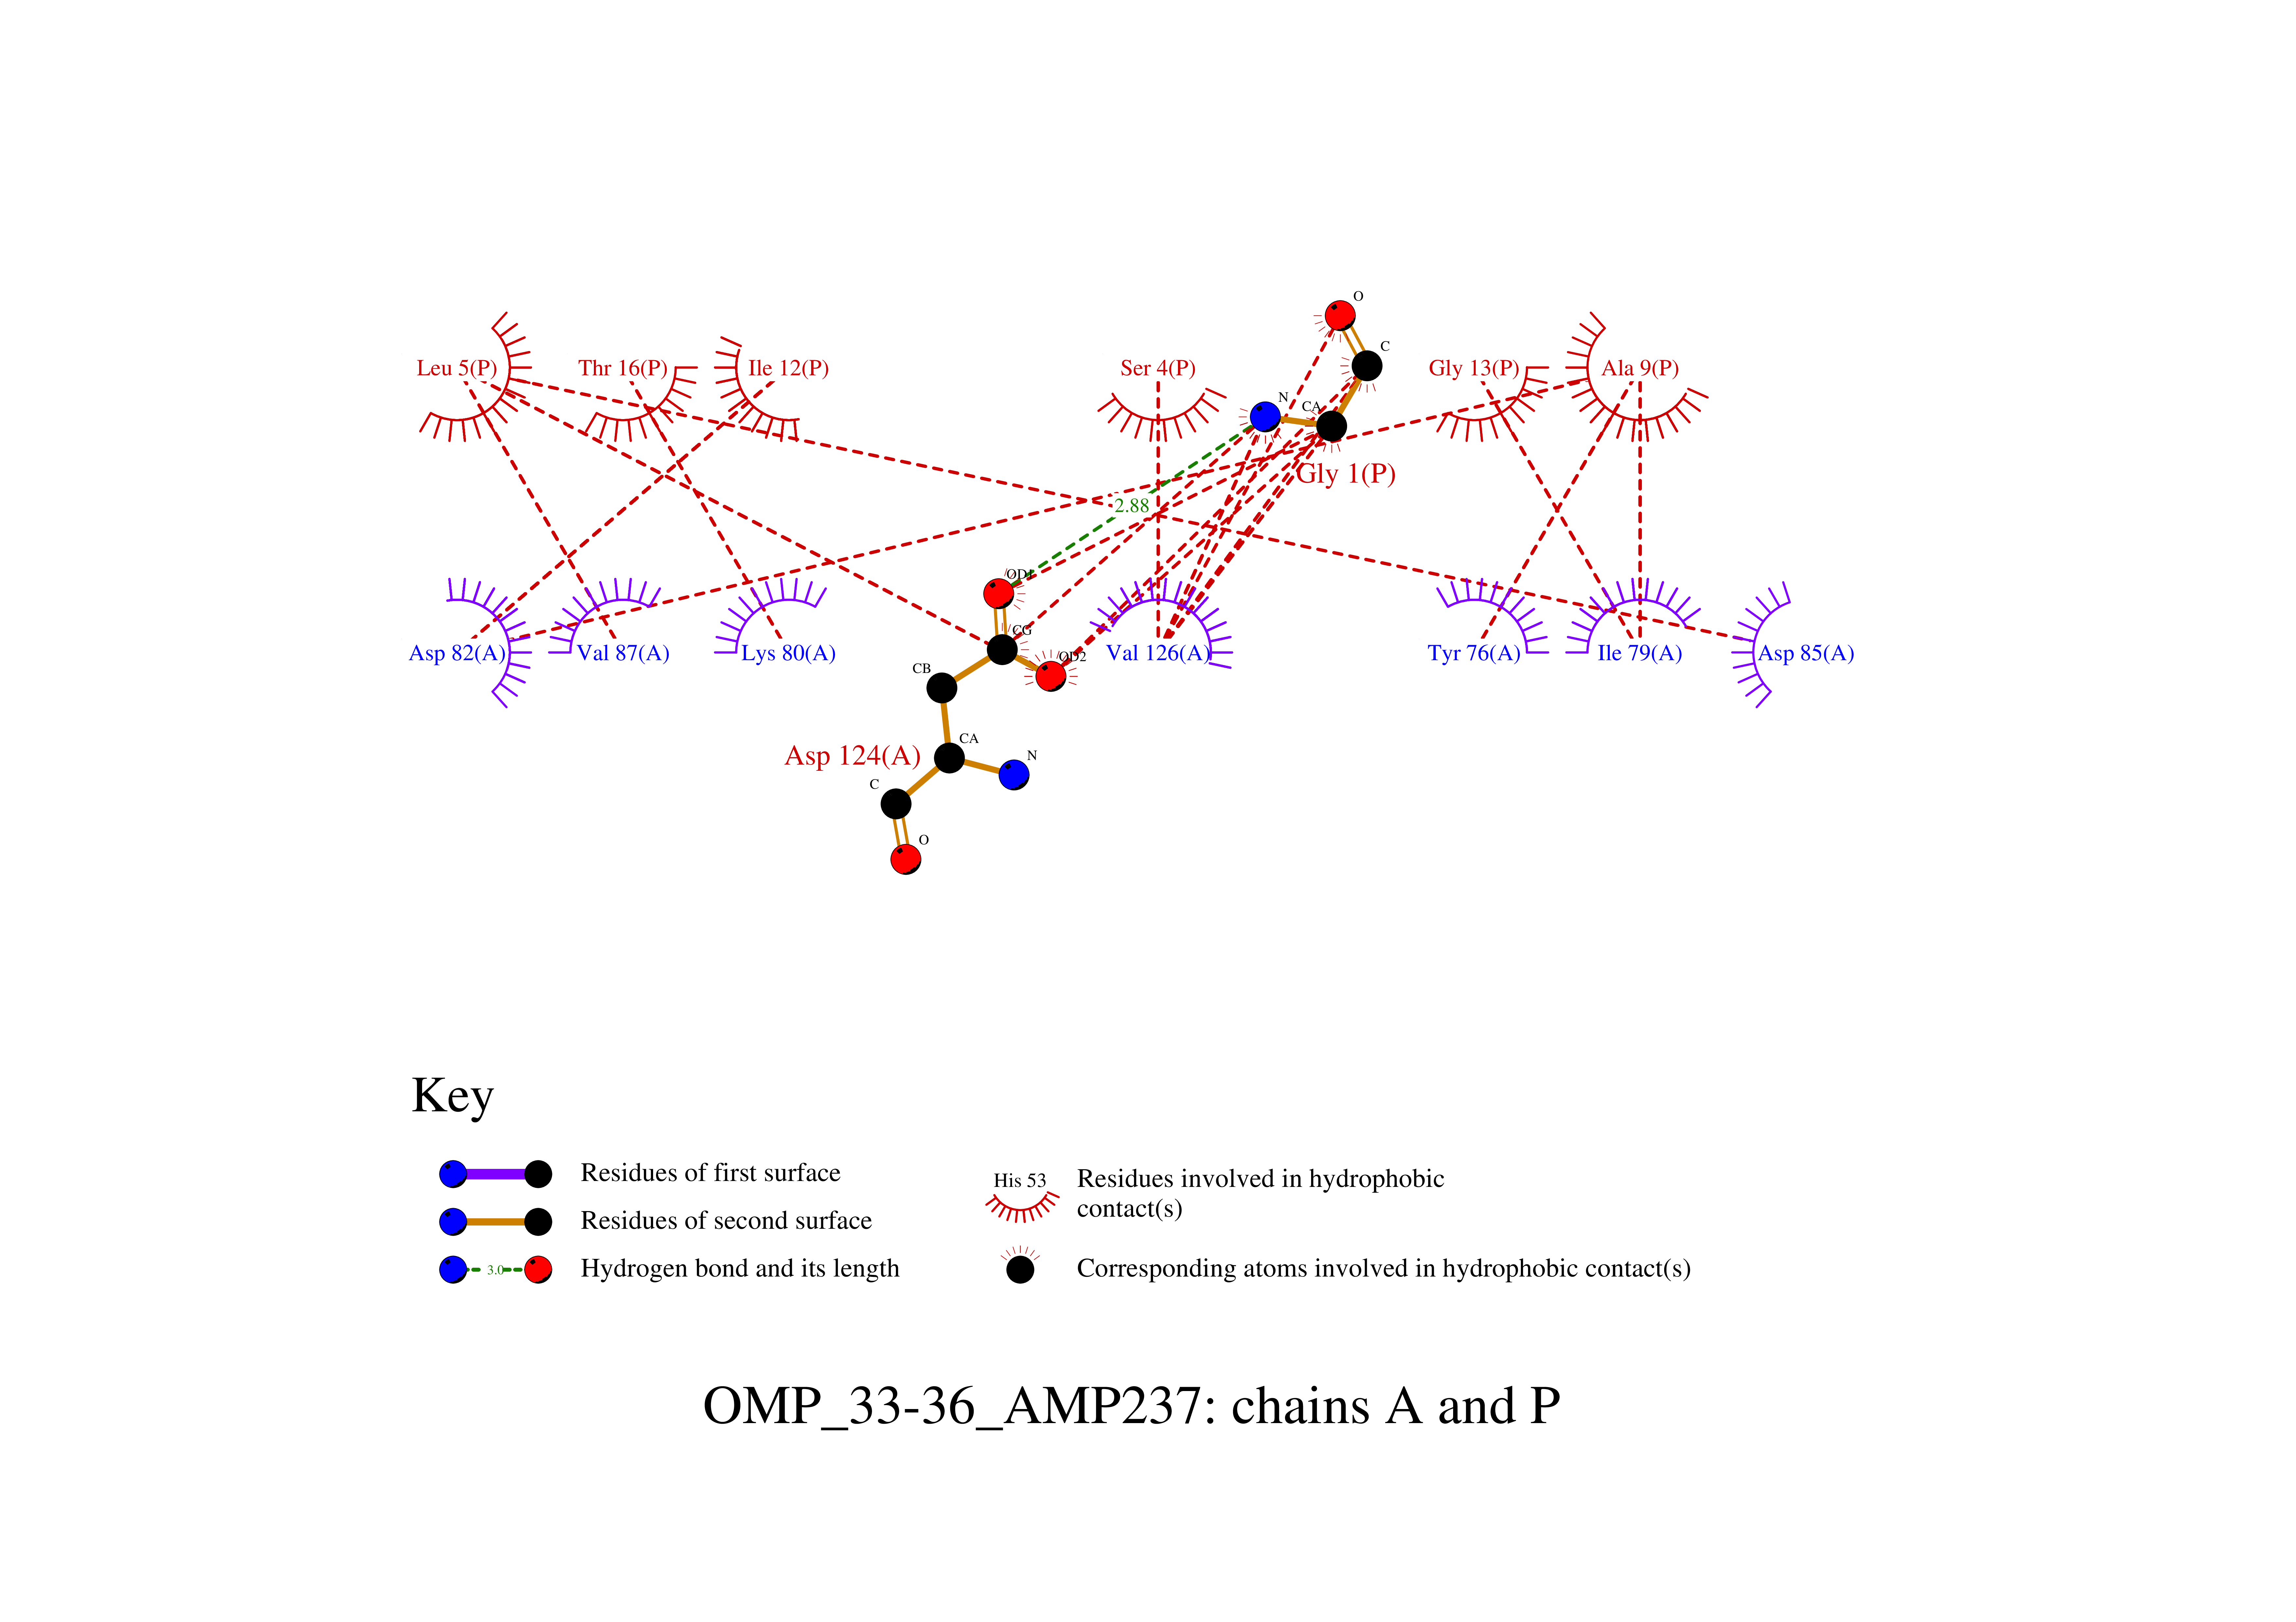 O
C
Leu 5(P)
Thr 16(P)
Ile 12(P)
Ser 4(P)
Gly 13(P)
Ala 9(P)
N
CA
Gly 1(P)
2.88
OD1
CG
OD2
Asp 82(A)
Val 87(A)
Lys 80(A)
Val 126(A)
Tyr 76(A)
Ile 79(A)
Asp 85(A)
CB
CA
N
Asp 124(A)
C
O
Key
Residues of first surface
Residues of second surface
3.0
Hydrogen bond and its length
His 53
Residues involved in hydrophobic
contact(s)
Corresponding atoms involved in hydrophobic contact(s)
OMP_33-36_AMP237: chains A and P